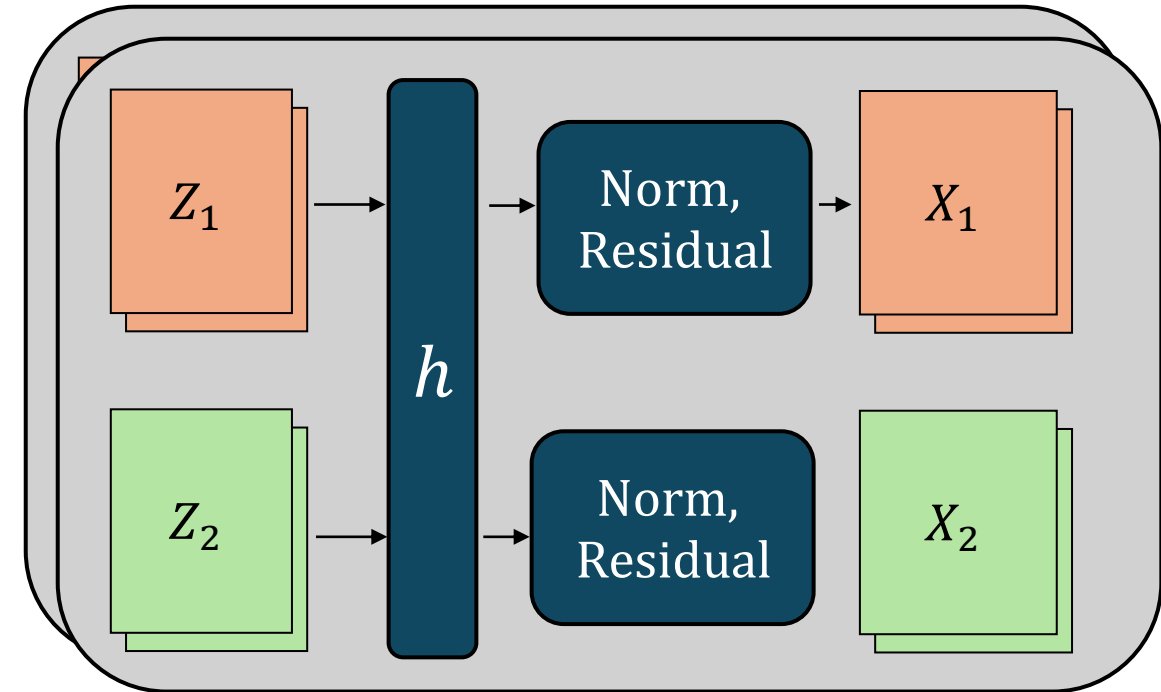 Z₁
Norm,
Residual
X₁
h
Z₂
Norm,
Residual
X₂